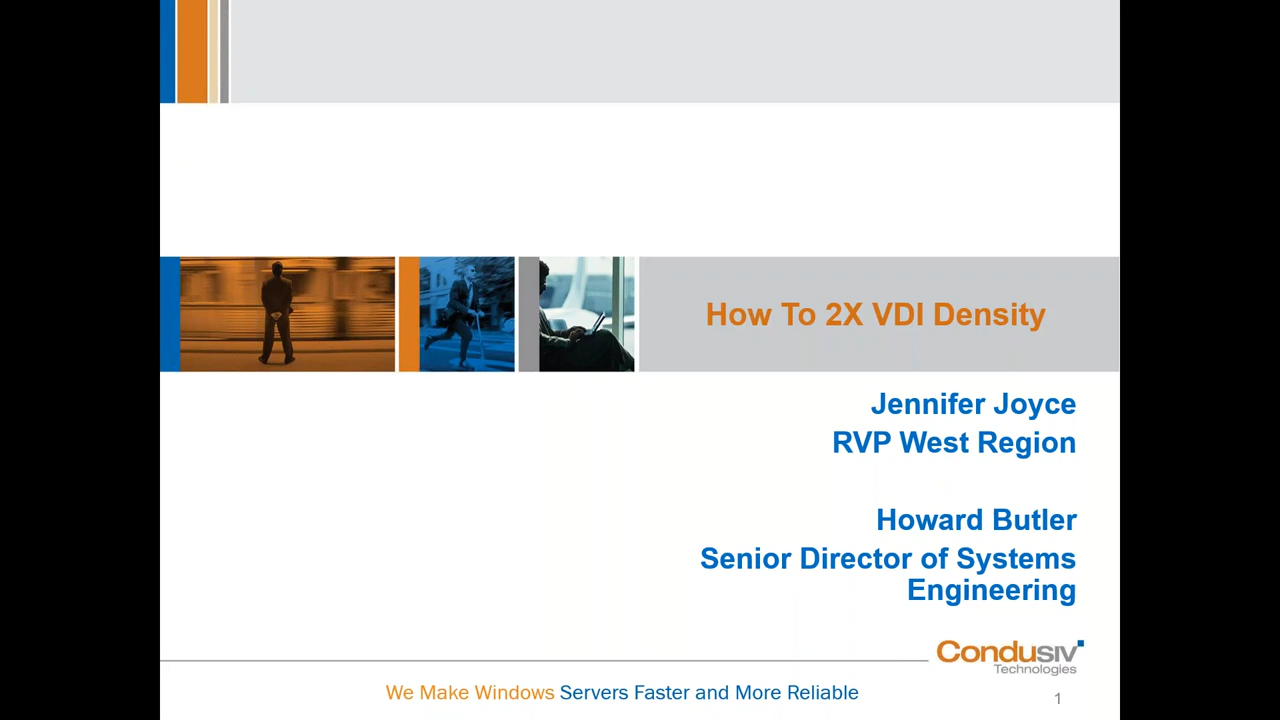 How To 2X VDI Density
Jennifer Joyce
RVP West Region
Howard Butler
Senior Director of Systems
Engineering
Condusiv
Technologies
We Make Windows Servers Faster and More Reliable
1